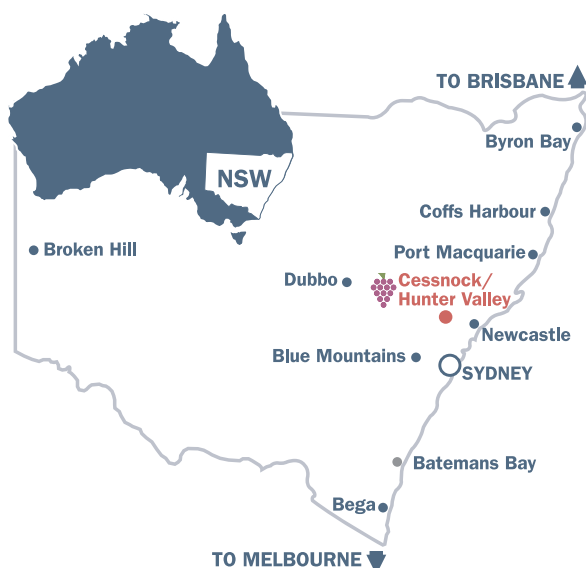 TO BRISBANE
Byron Bay
NSW
Coffs Harbour
Broken Hill
Port Macquarie
Dubbo
Cessnock/
Hunter Valley
Newcastle
Blue Mountains
SYDNEY
Batemans Bay
Bega
TO MELBOURNE